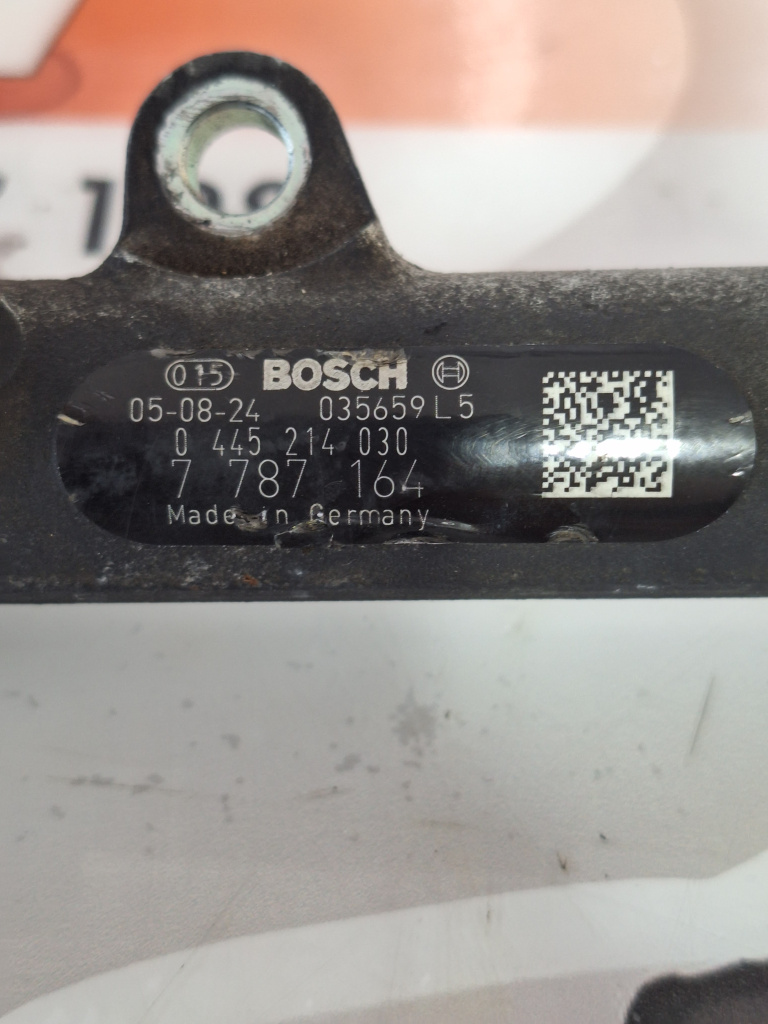 015 BOSCH H
05-08-24 035659L5
0 445 214 030
7 787 164
Made in Germany